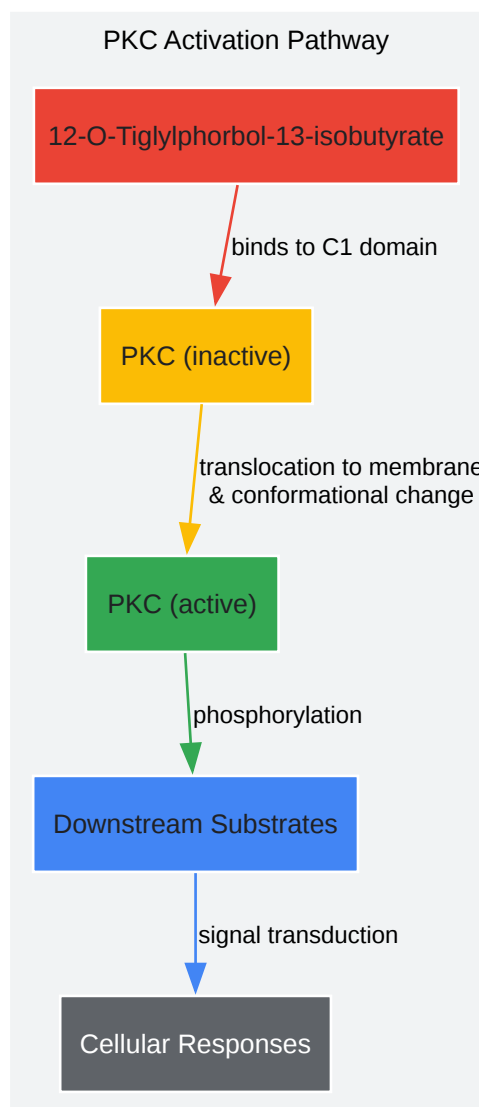 PKC Activation Pathway
12-O-Tiglylphorbol-13-isobutyrate
binds to C1 domain
PKC (inactive)
translocation to membrane
& conformational change
PKC (active)
phosphorylation
Downstream Substrates
signal transduction
Cellular Responses